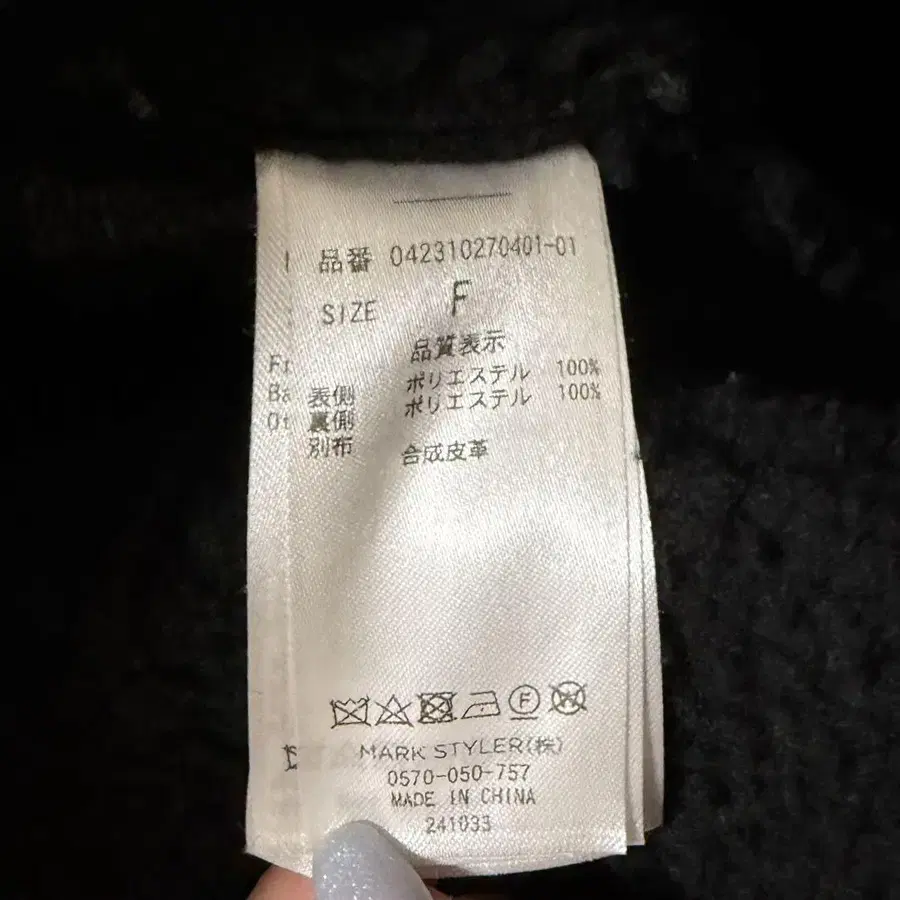 品番 042310270401-01
SIZE F
品質表示
表側 ポリエステル 100%
裏側 ポリエステル 100%
別布 合成皮革
F
MARK STYLER(株)
0570-050-757
MADE IN CHINA
241033